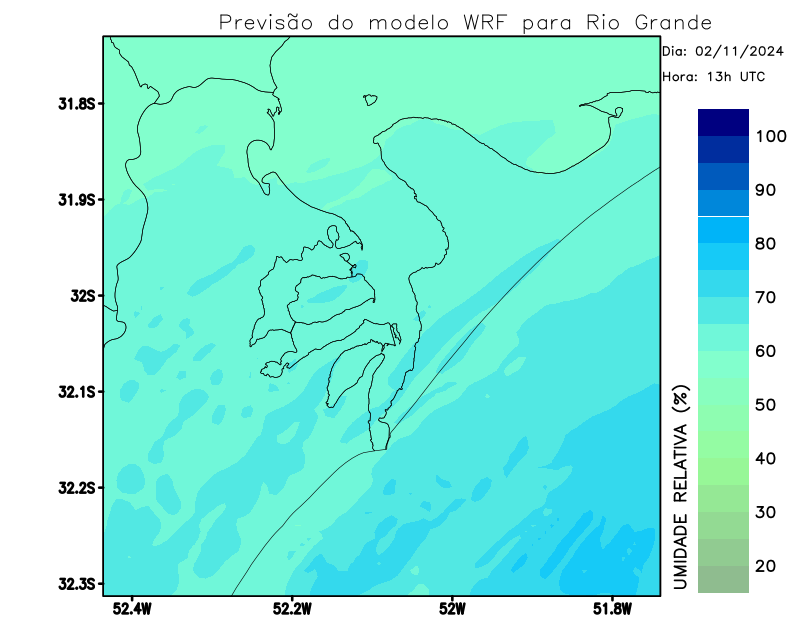 Previsão do modelo WRF para Rio Grande
Dia: 02/11/2024
Hora: 13h UTC
31.8S
31.9S
32S
32.1S
32.2S
32.3S
52.4W
52.2W
52W
51.8W
100
90
80
70
60
50
40
30
20
UMIDADE RELATIVA (%)